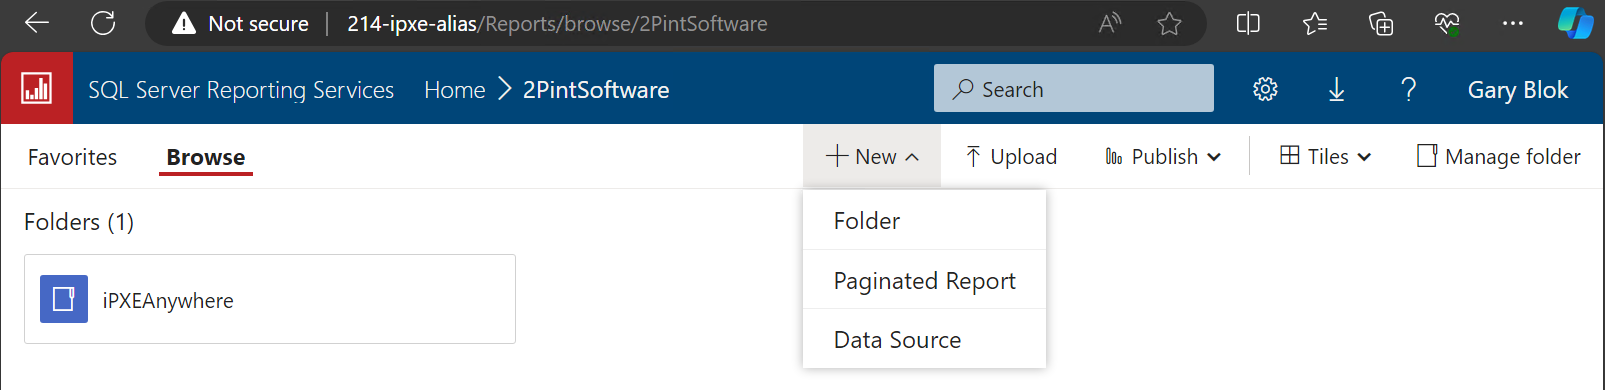 Not secure 214-ipxe-alias/Reports/browse/2PintSoftware
SQL Server Reporting Services Home > 2PintSoftware Search ? Gary Blok
Favorites Browse + New Upload Publish Tiles Manage folder
Folders (1)
Folder
iPXEAnywhere
Paginated Report
Data Source